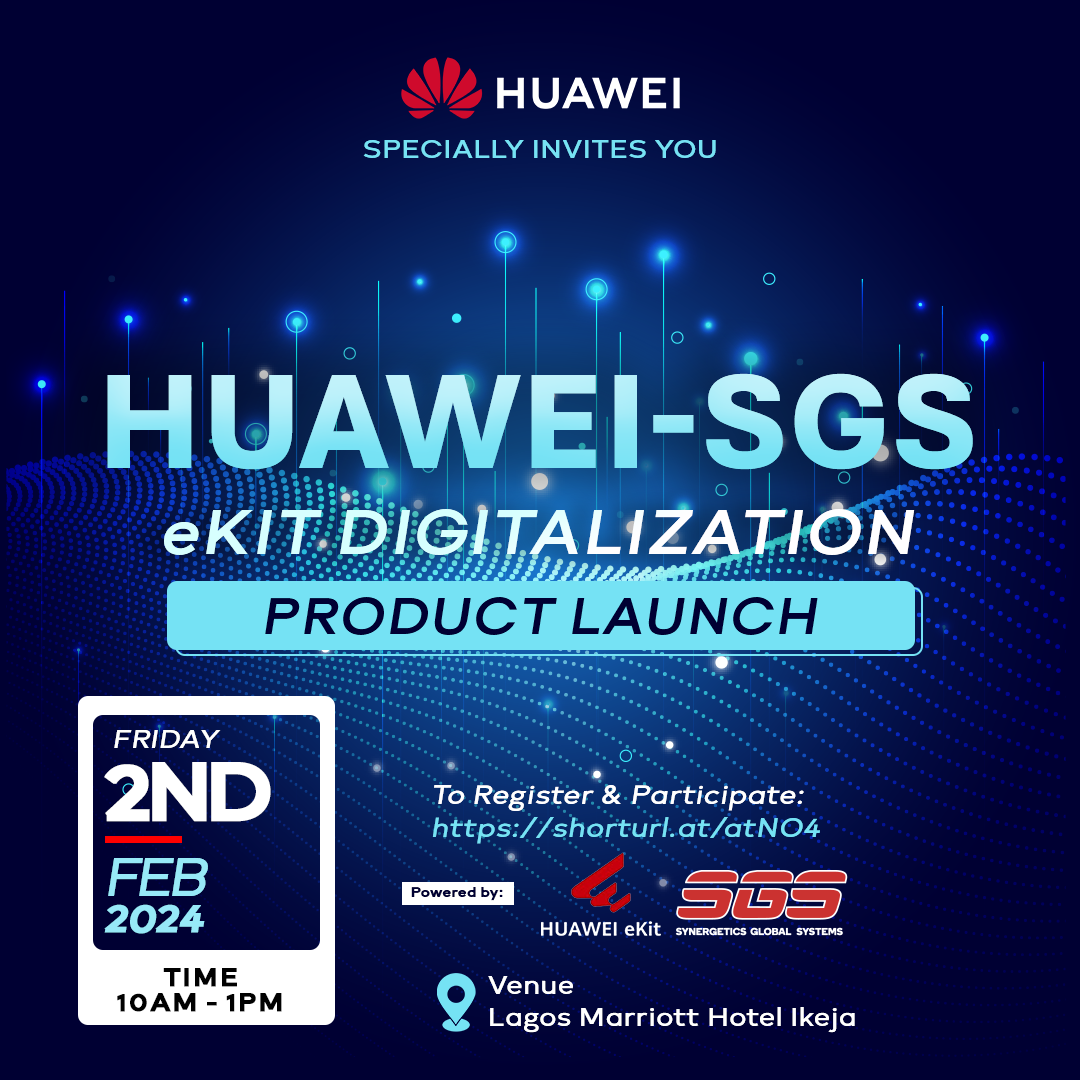 HUAWEI
SPECIALLY INVITES YOU
HUAWEI-SGS
eKIT DIGITALIZATION
PRODUCT LAUNCH
FRIDAY
2ND
FEB
2024
TIME
10AM - 1PM
To Register & Participate:
https://shorturl.at/atNO4
Powered by:
HUAWEI eKit
SGS
SYNERGETICS GLOBAL SYSTEMS
Venue
Lagos Marriott Hotel Ikeja